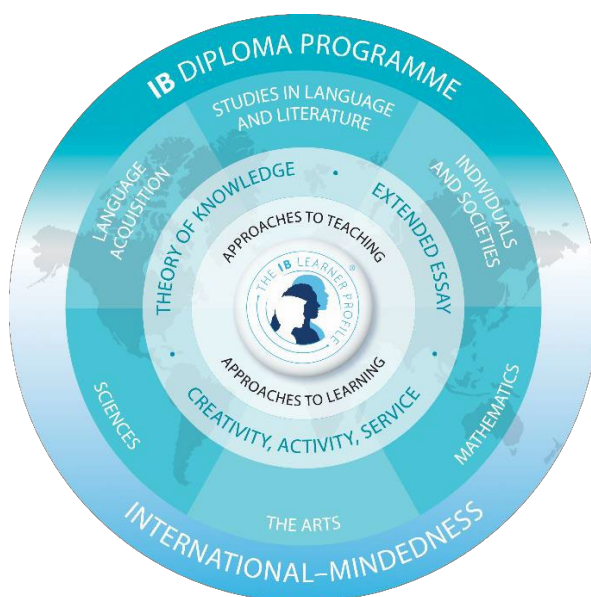 IB DIPLOMA PROGRAMME
STUDIES IN LANGUAGE
AND LITERATURE
LANGUAGE
ACQUISITION
INDIVIDUALS
AND SOCIETIES
THEORY OF KNOWLEDGE
•
EXTENDED ESSAY
APPROACHES TO TEACHING
THE IB LEARNER PROFILE
®
APPROACHES TO LEARNING
•
CREATIVITY, ACTIVITY, SERVICE
•
SCIENCES
MATHEMATICS
THE ARTS
INTERNATIONAL–MINDEDNESS